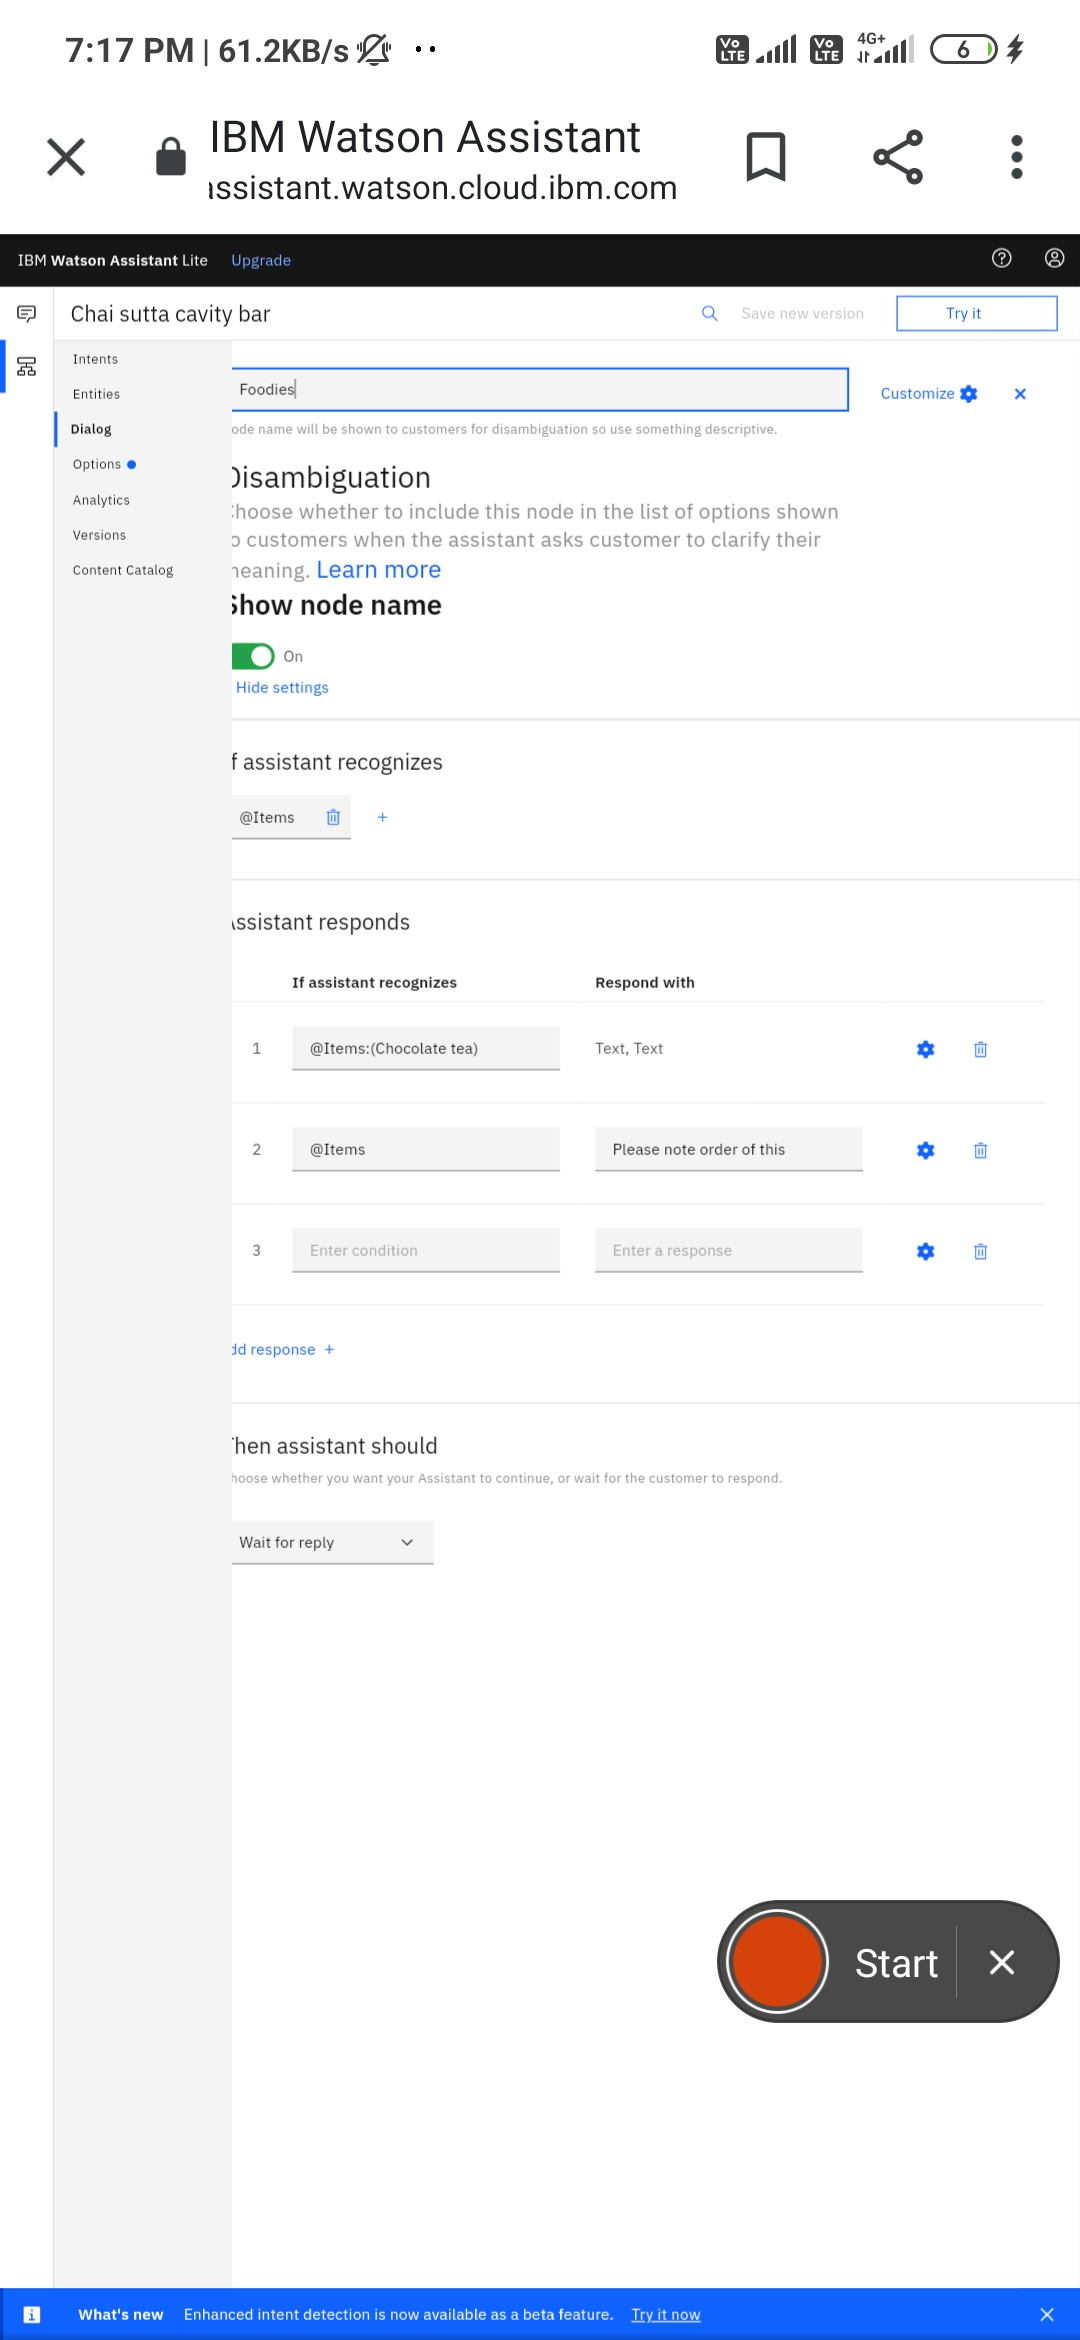 7:17 PM | 61.2KB/s
Vo LTE Vo LTE 4G+ 6
IBM Watson Assistant
assistant.watson.cloud.ibm.com
IBM Watson Assistant Lite Upgrade
Chai sutta cavity bar Save new version Try it
Intents
Entities
Dialog
Options
Analytics
Versions
Content Catalog
Foodies Customize
ode name will be shown to customers for disambiguation so use something descriptive.
Disambiguation
Choose whether to include this node in the list of options shown
o customers when the assistant asks customer to clarify their
meaning. Learn more
Show node name
On
Hide settings
f assistant recognizes
@Items +
Assistant responds
If assistant recognizes Respond with
1 @Items:(Chocolate tea) Text, Text
2 @Items Please note order of this
3 Enter condition Enter a response
dd response +
Then assistant should
hoose whether you want your Assistant to continue, or wait for the customer to respond.
Wait for reply
Start
What's new Enhanced intent detection is now available as a beta feature. Try it now